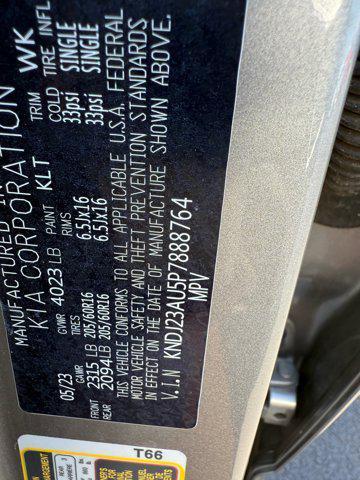 MANUFACTURED IN
KIA CORPORATION WK
05/23 PAINT KLT TRIM
GVWR 4023 LB
GAWR TIRES RIMS COLD TIRE INFL
FRONT 2315 LB 205/60R16 6.5Jx16 33psi SINGLE
REAR 2094 LB 205/60R16 6.5Jx16 33psi SINGLE
THIS VEHICLE CONFORMS TO ALL APPLICABLE U.S.A. FEDERAL
MOTOR VEHICLE SAFETY AND THEFT PREVENTION STANDARDS
IN EFFECT ON THE DATE OF MANUFACTURE SHOWN ABOVE.
V.I.N KNDJ23AU5P7888764
MPV
T66